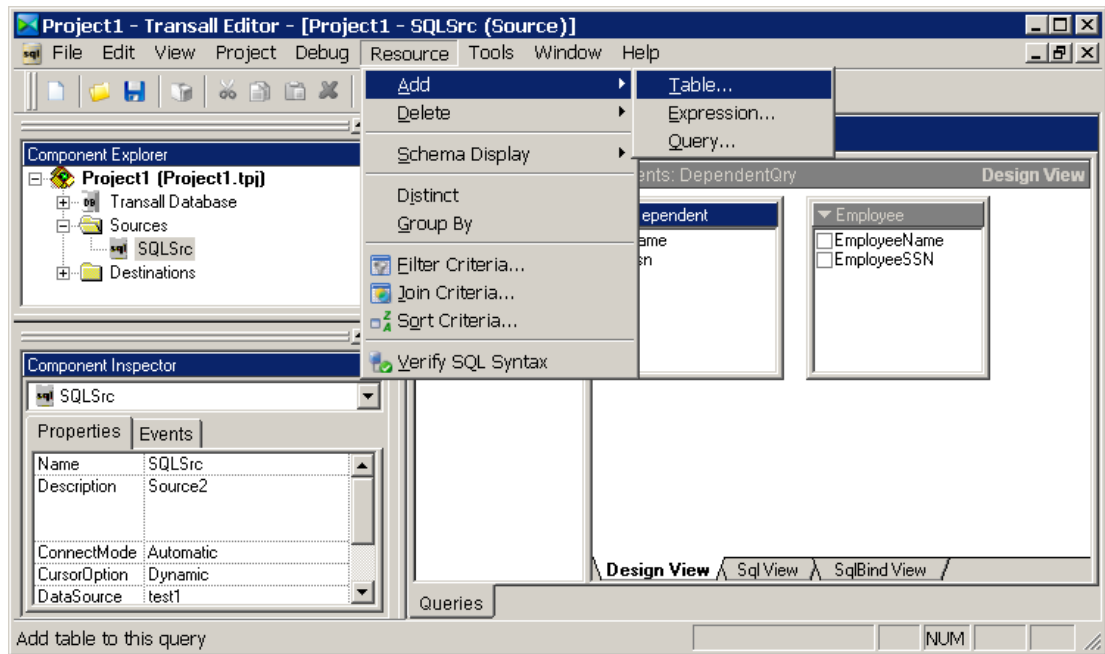 Project1 - Transall Editor - [Project1 - SQLSrc (Source)]
File Edit View Project Debug Resource Tools Window Help
Add
Delete
Schema Display
Distinct
Group By
Filter Criteria...
Join Criteria...
Sort Criteria...
Verify SQL Syntax
Table...
Expression...
Query...
Component Explorer
Project1 (Project1.tpj)
Transall Database
Sources
SQLSrc
Destinations
ents: DependentQry Design View
ependent
ame
sn
Employee
EmployeeName
EmployeeSSN
Component Inspector
SQLSrc
Properties Events
Name SQLSrc
Description Source2
ConnectMode Automatic
CursorOption Dynamic
DataSource test1
Design View Sql View SqlBind View
Queries
Add table to this query NUM